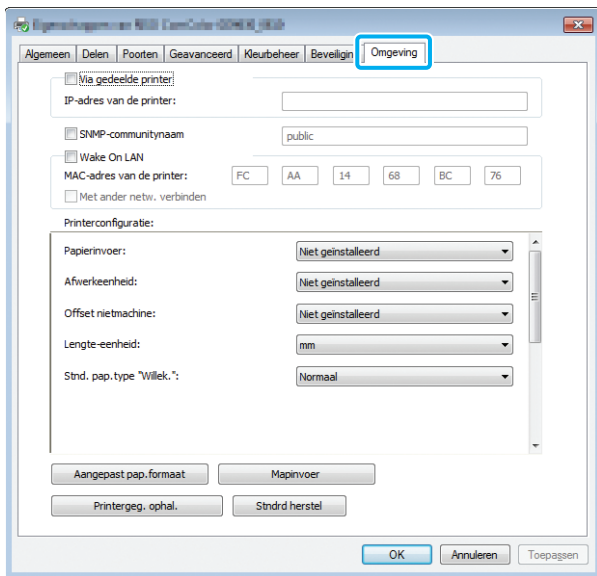 Algemeen Delen Poorten Geavanceerd Kleurbeheer Beveiligin Omgeving
Via gedeelde printer
IP-adres van de printer:
SNMP-communitynaam public
Wake On LAN
MAC-adres van de printer: FC AA 14 68 BC 76
Met ander netw. verbinden
Printerconfiguratie:
Papierinvoer: Niet geïnstalleerd
Afwerkeenheid: Niet geïnstalleerd
Offset nietmachine: Niet geïnstalleerd
Lengte-eenheid: mm
Stnd. pap.type "Willek.": Normaal
Aangepast pap.formaat Mapinvoer
Printergeg. ophal. Stndrd herstel
OK Annuleren Toepassen